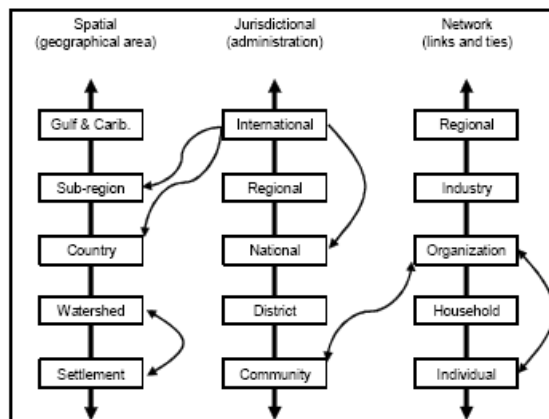 Spatial
(geographical area)
Jurisdictional
(administration)
Network
(links and ties)
Gulf & Carib.
International
Regional
Sub-region
Regional
Industry
Country
National
Organization
Watershed
District
Household
Settlement
Community
Individual